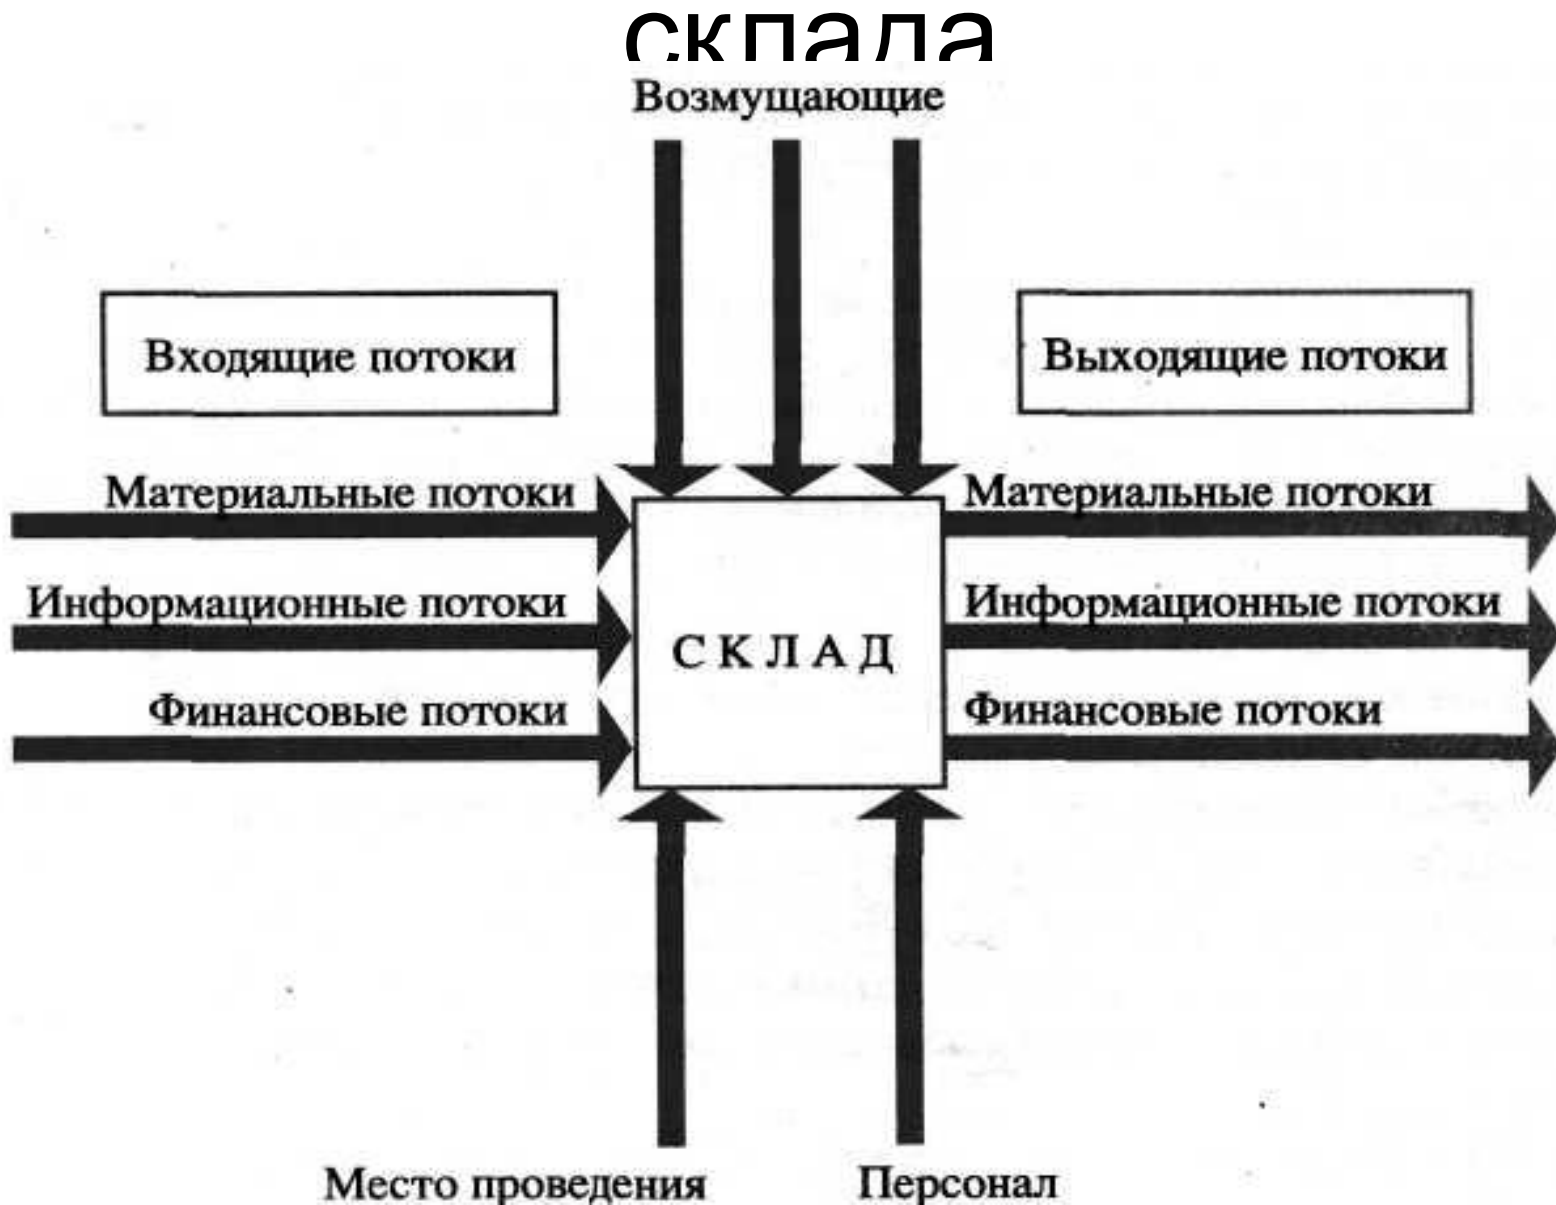 склада
Возмущающие
Входящие потоки
Выходящие потоки
Материальные потоки
Материальные потоки
Информационные потоки
Информационные потоки
СКЛАД
Финансовые потоки
Финансовые потоки
Место проведения
Персонал